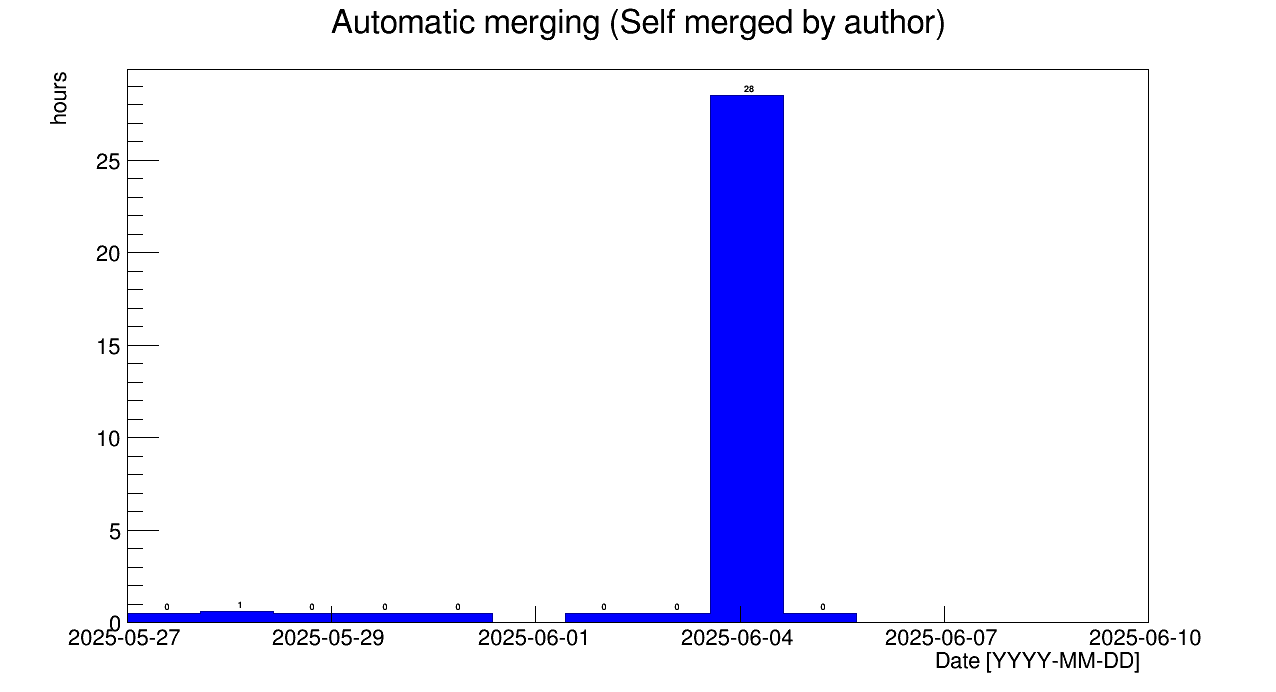 Automatic merging (Self merged by author)
hours
28
25
20
15
10
5
0 1 0 0 0 0 0 0
0
2025-05-27 2025-05-29 2025-06-01 2025-06-04 2025-06-07 2025-06-10
Date [YYYY-MM-DD]